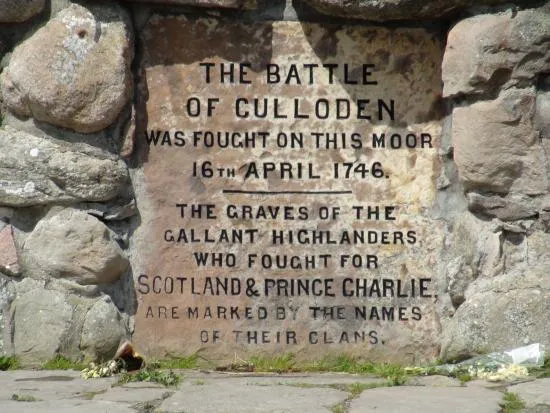 THE BATTLE
OF CULLODEN
WAS FOUGHT ON THIS MOOR
16TH APRIL 1746.
THE GRAVES OF THE
GALLANT HIGHLANDERS,
WHO FOUGHT FOR
SCOTLAND & PRINCE CHARLIE,
ARE MARKED BY THE NAMES
OF THEIR CLANS.